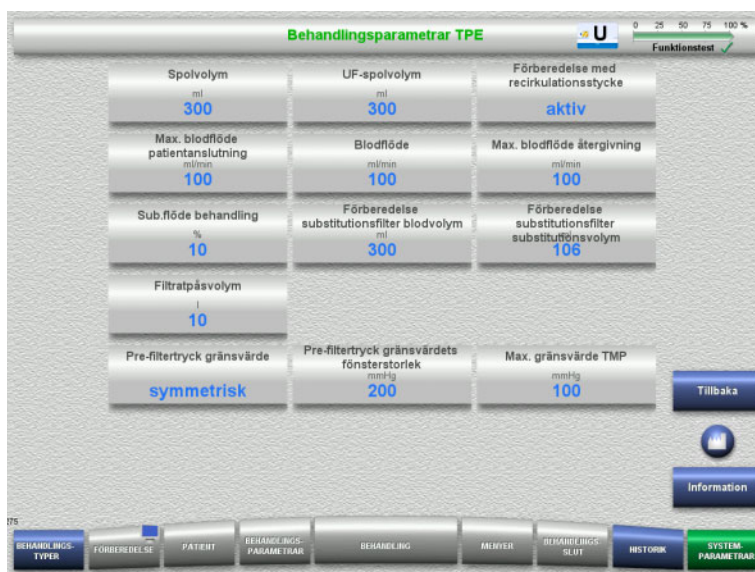 Behandlingsparametrar TPE
U
0 25 50 75 100 %
Funktionstest
Spolvolym
ml
300
UF-spolvolym
ml
300
Förberedelse med
recirkulationsstycke
aktiv
Max. blodflöde
patientanslutning
ml/min
100
Blodflöde
ml/min
100
Max. blodflöde återgivning
ml/min
100
Sub.flöde behandling
%
10
Förberedelse
substitutionsfilter blodvolym
ml
300
Förberedelse
substitutionsfilter
substitutionsvolym
106
Filtratpåsvolym
l
10
Pre-filtertryck gränsvärde
symmetrisk
Pre-filtertryck gränsvärdets
fönsterstorlek
mmHg
200
Max. gränsvärde TMP
mmHg
100
Tillbaka
Information
275
BEHANDLINGS-
TYPER
FÖRBEREDELSE
PATIENT
BEHANDLINGS-
PARAMETRAR
BEHANDLING
MENYER
BEHANDLINGS-
SLUT
HISTORIK
SYSTEM-
PARAMETRAR